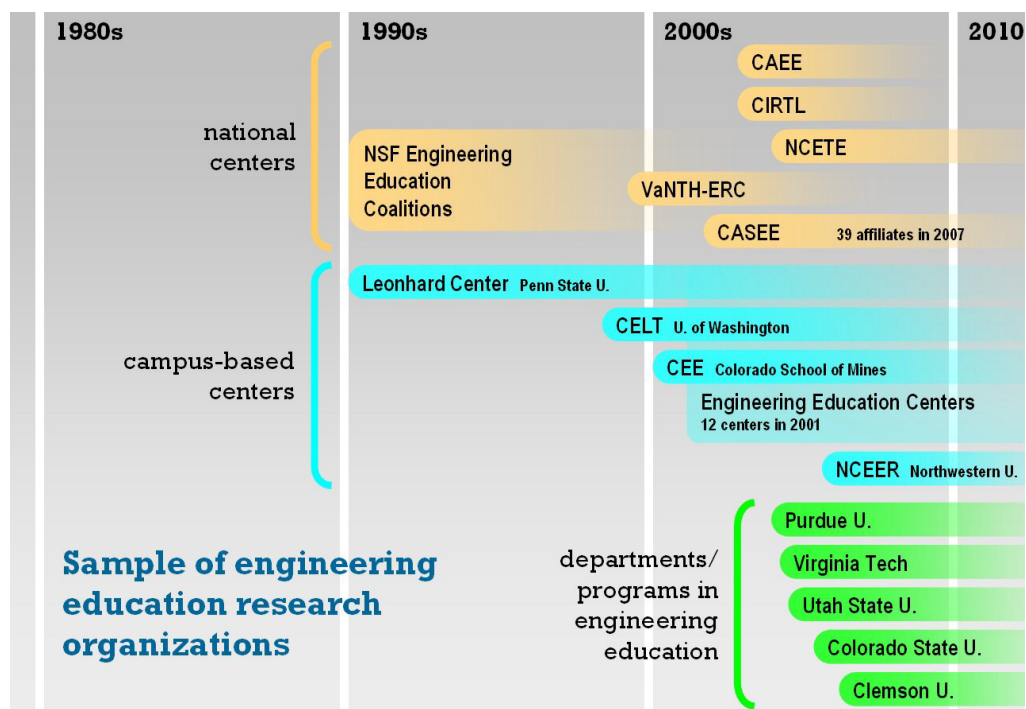 1980s
1990s
2000s
2010
national
centers
CAEE
CIRTL
NCETE
NSF Engineering
Education
Coalitions
VaNTH-ERC
CASEE 39 affiliates in 2007
campus-based
centers
Leonhard Center Penn State U.
CELT U. of Washington
CEE Colorado School of Mines
Engineering Education Centers
12 centers in 2001
NCEER Northwestern U.
departments/
programs in
engineering
education
Purdue U.
Virginia Tech
Utah State U.
Colorado State U.
Clemson U.
Sample of engineering
education research
organizations